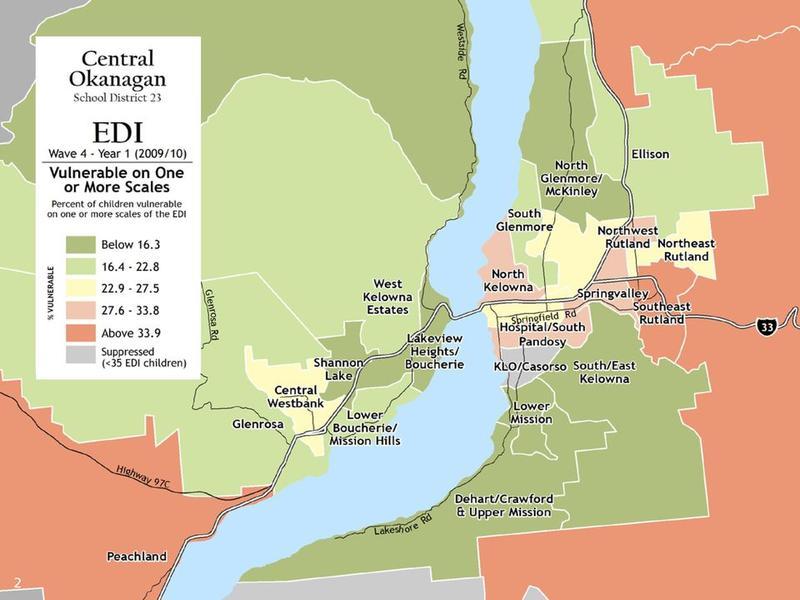 Central
Okanagan
School District 23
EDI
Wave 4 - Year 1 (2009/10)
Vulnerable on One
or More Scales
Percent of children vulnerable
on one or more scales of the EDI
% VULNERABLE
Below 16.3
16.4 - 22.8
22.9 - 27.5
27.6 - 33.8
Above 33.9
Suppressed
(<35 EDI children)
Westside Rd
Ellison
North
Glenmore/
McKinley
South
Glenmore
Northwest
Rutland
Northeast
Rutland
North
Kelowna
West
Kelowna
Estates
Springvalley
Glenrosa Rd
Springfield Rd
Southeast
Rutland
33
Hospital/South
Pandosy
Lakeview
Heights/
Boucherie
Shannon
Lake
KLO/Casorso
South/East
Kelowna
Central
Westbank
Lower
Mission
Glenrosa
Lower
Boucherie/
Mission Hills
Highway 97C
Dehart/Crawford
& Upper Mission
Lakeshore Rd
Peachland
2